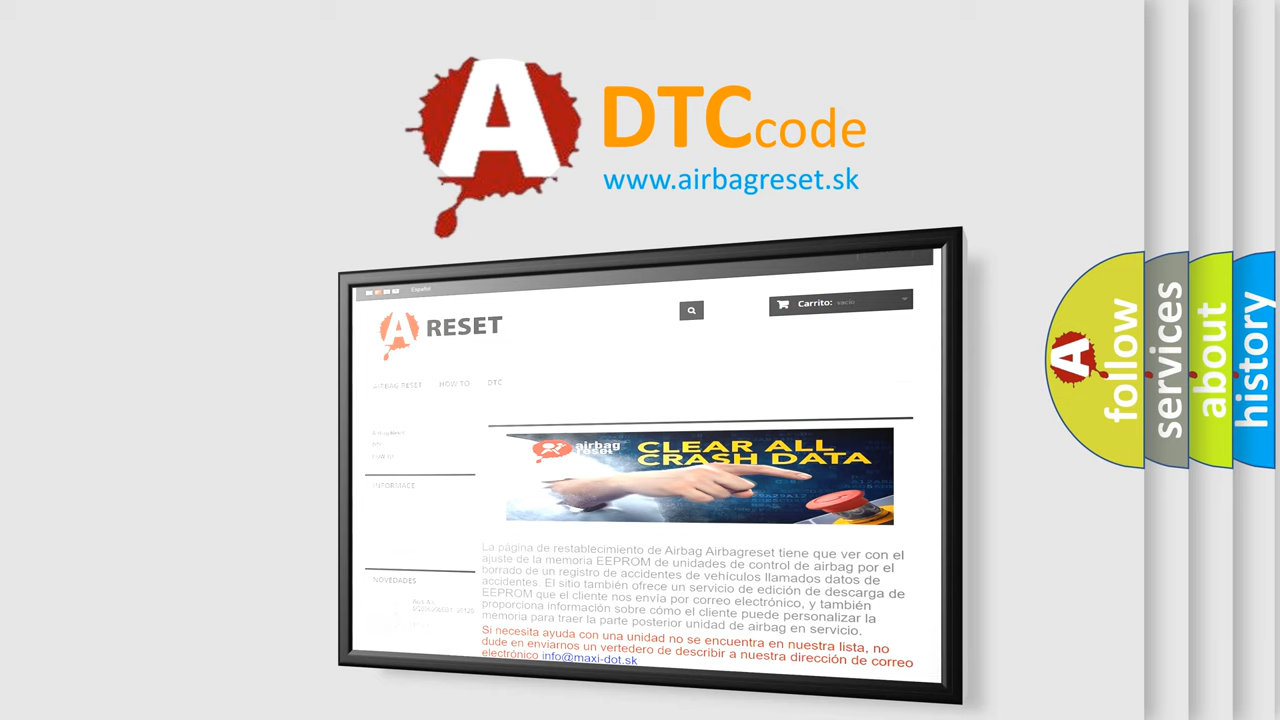 A DTC code
www.airbagreset.sk
Español
A RESET
Carrito: vacío
AIRBAG RESET HOW TO DTC
INFORMACE
airbag
reset
CLEAR ALL
CRASH DATA
La página de restablecimiento de Airbag Airbagreset tiene que ver con el
ajuste de la memoria EEPROM de unidades de control de airbag por el
borrado de un registro de accidentes de vehículos llamados datos de
accidentes. El sitio también ofrece un servicio de edición de descarga de
EEPROM que el cliente nos envía por correo electrónico, y también
proporciona información sobre cómo el cliente puede personalizar la
memoria para traer la parte posterior unidad de airbag en servicio.
NOVEDADES
Si necesita ayuda con una unidad no se encuentra en nuestra lista, no
dude en enviarnos un vertedero de describir a nuestra dirección de correo
electrónico info@maxi-dot.sk
A follow
services
about
history